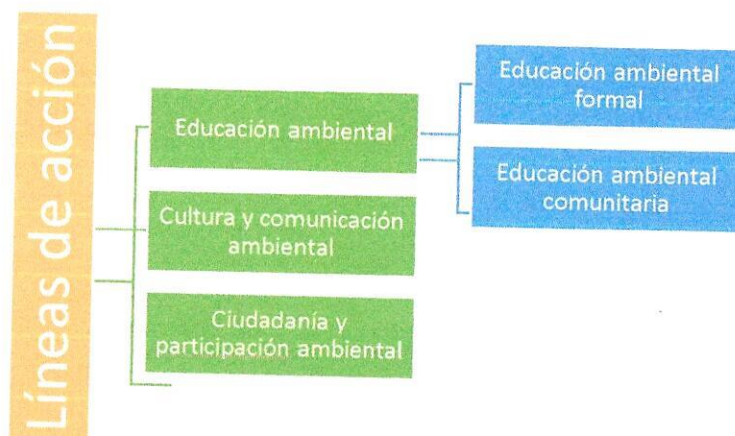 Líneas de acción
Educación ambiental
Cultura y comunicación
ambiental
Ciudadanía y
participación ambiental
Educación ambiental
formal
Educación ambiental
comunitaria